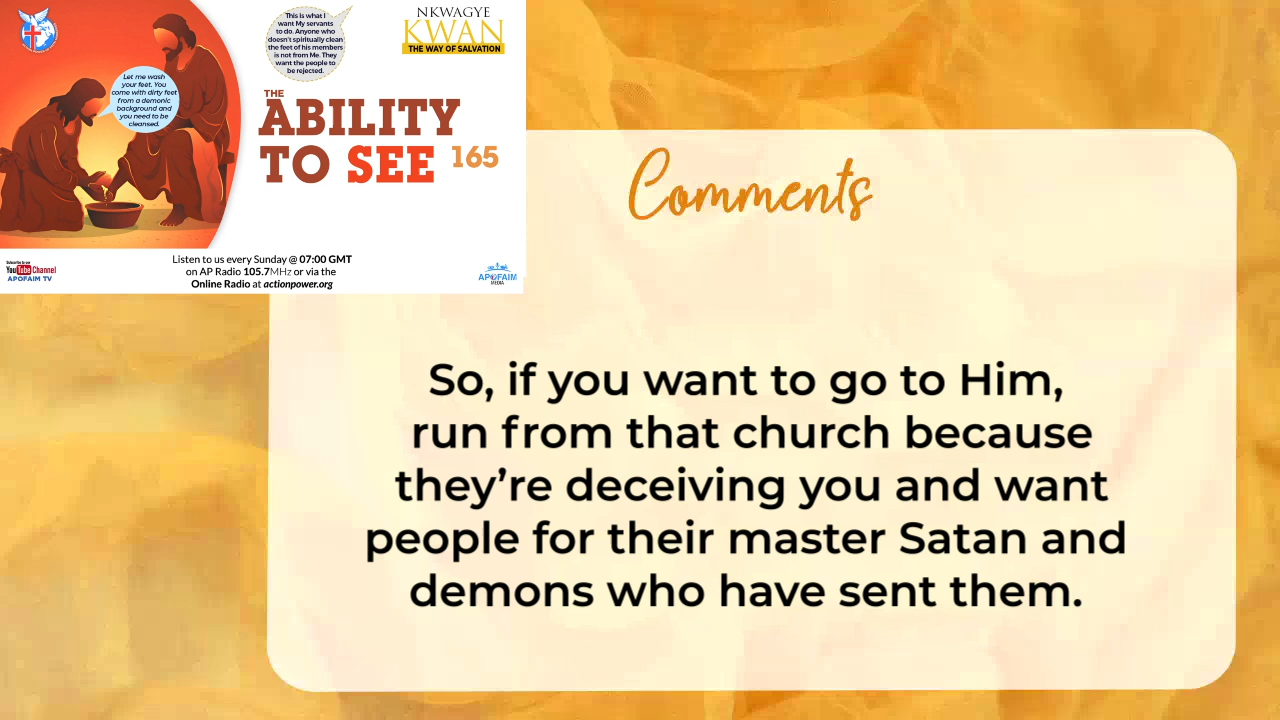 This is what I
want My servants
to do. Anyone who
doesn't spiritually clean
the feet of his members
is not from Me. They
want the people to
be rejected.
NKWAGYE
KWAN
THE WAY OF SALVATION
Let me wash
your feet. You
come with dirty feet
from a demonic
background and
you need to be
cleansed.
THE
ABILITY
TO SEE 165
Listen to us every Sunday @ 07:00 GMT
on AP Radio 105.7MHz or via the
Online Radio at actionpower.org
Subscribe to our
YouTube Channel
APOFAIM TV
APOFAIM
MEDIA
Comments
So, if you want to go to Him,
run from that church because
they're deceiving you and want
people for their master Satan and
demons who have sent them.